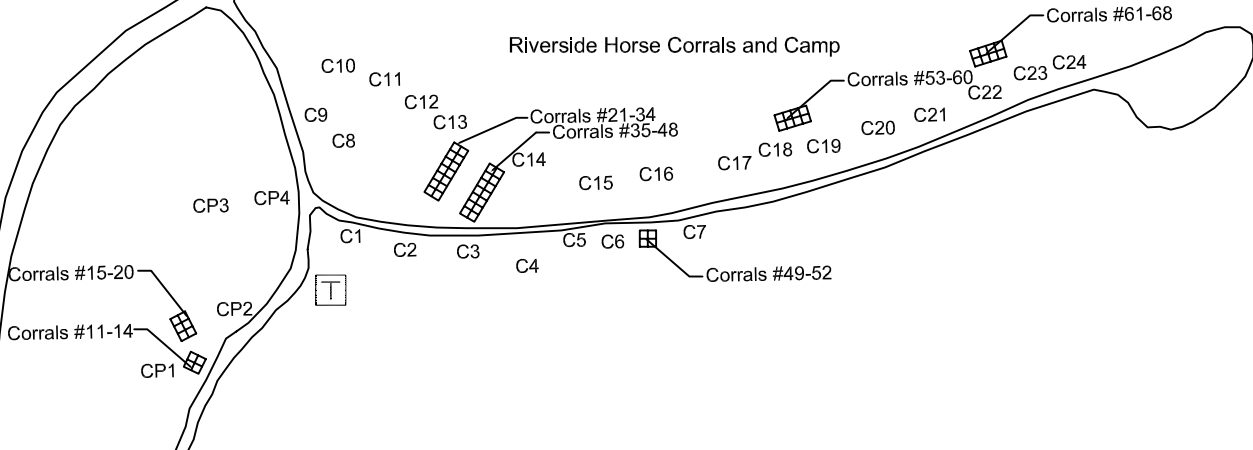 Corrals #61-68
Riverside Horse Corrals and Camp
C10
C11
C24
C23
Corrals #53-60
C22
C12
C9
C13
Corrals #21-34
C21
Corrals #35-48
C20
C8
C14
C19
C18
C17
C16
C15
CP4
CP3
C1
C2
C3
C4
C5
C6
C7
Corrals #15-20
Corrals #49-52
T
CP2
Corrals #11-14
CP1